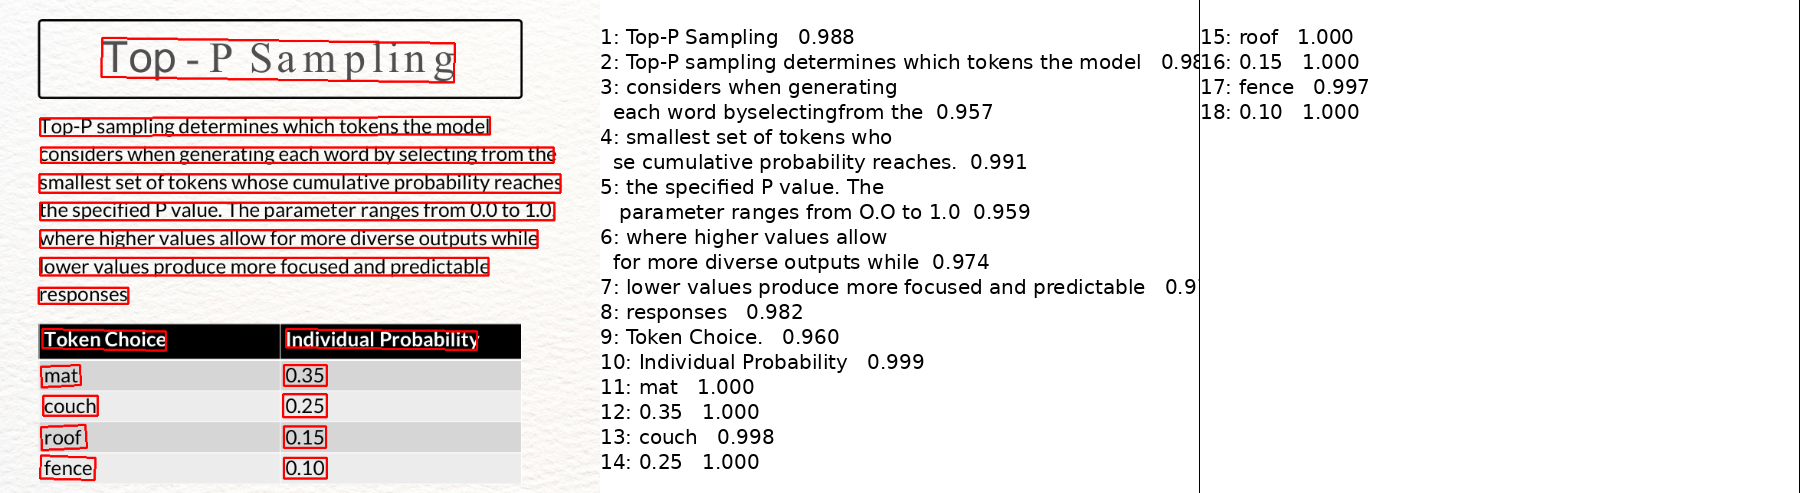 Top - P Sampling
Top-P sampling determines which tokens the model
considers when generating each word by selecting from the
smallest set of tokens whose cumulative probability reaches
the specified P value. The parameter ranges from 0.0 to 1.0
where higher values allow for more diverse outputs while
lower values produce more focused and predictable
responses
Token Choice Individual Probability
mat 0.35
couch 0.25
roof 0.15
fence 0.10
1: Top-P Sampling 0.988
2: Top-P sampling determines which tokens the model 0.98
3: considers when generating
each word byselectingfrom the 0.957
4: smallest set of tokens who
se cumulative probability reaches. 0.991
5: the specified P value. The
parameter ranges from O.O to 1.0 0.959
6: where higher values allow
for more diverse outputs while 0.974
7: lower values produce more focused and predictable 0.9
8: responses 0.982
9: Token Choice. 0.960
10: Individual Probability 0.999
11: mat 1.000
12: 0.35 1.000
13: couch 0.998
14: 0.25 1.000
15: roof 1.000
16: 0.15 1.000
17: fence 0.997
18: 0.10 1.000